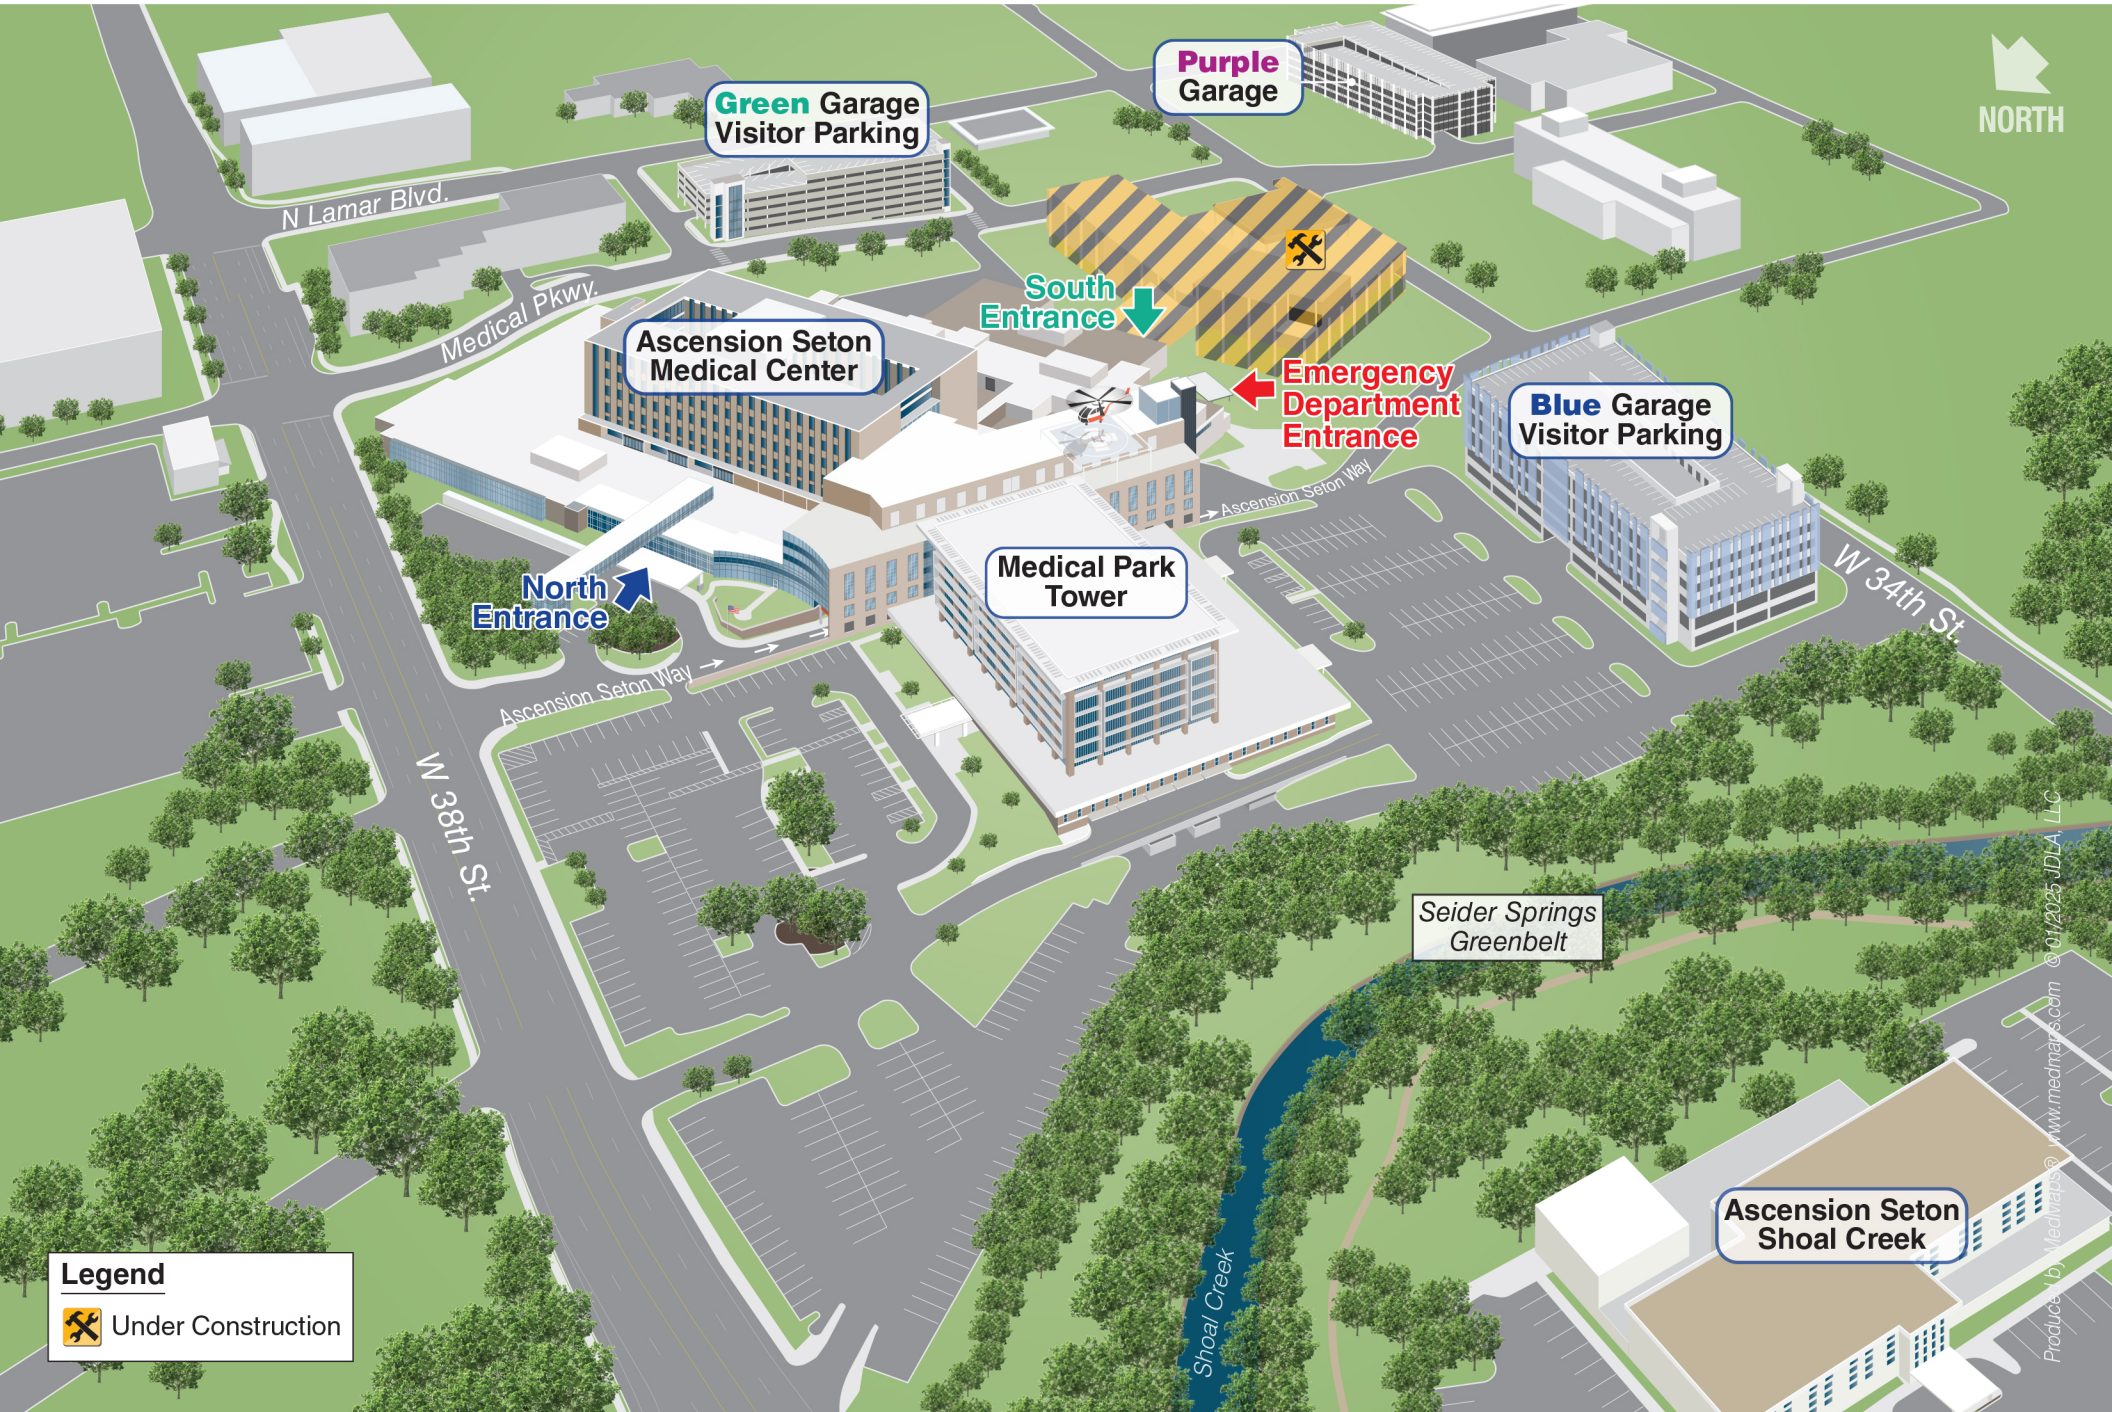 Purple
Garage
Green Garage
Visitor Parking
NORTH
N Lamar Blvd.
Medical Pkwy.
South
Entrance
Ascension Seton
Medical Center
Emergency
Department
Entrance
Blue Garage
Visitor Parking
Ascension Seton Way
W 34th St.
Medical Park
Tower
North
Entrance
Ascension Seton Way
W 38th St.
Seider Springs
Greenbelt
Shoal Creek
Ascension Seton
Shoal Creek
Legend
Under Construction
Produced by MedMaps® www.medmaps.com © 01/2025 JDLA, LLC